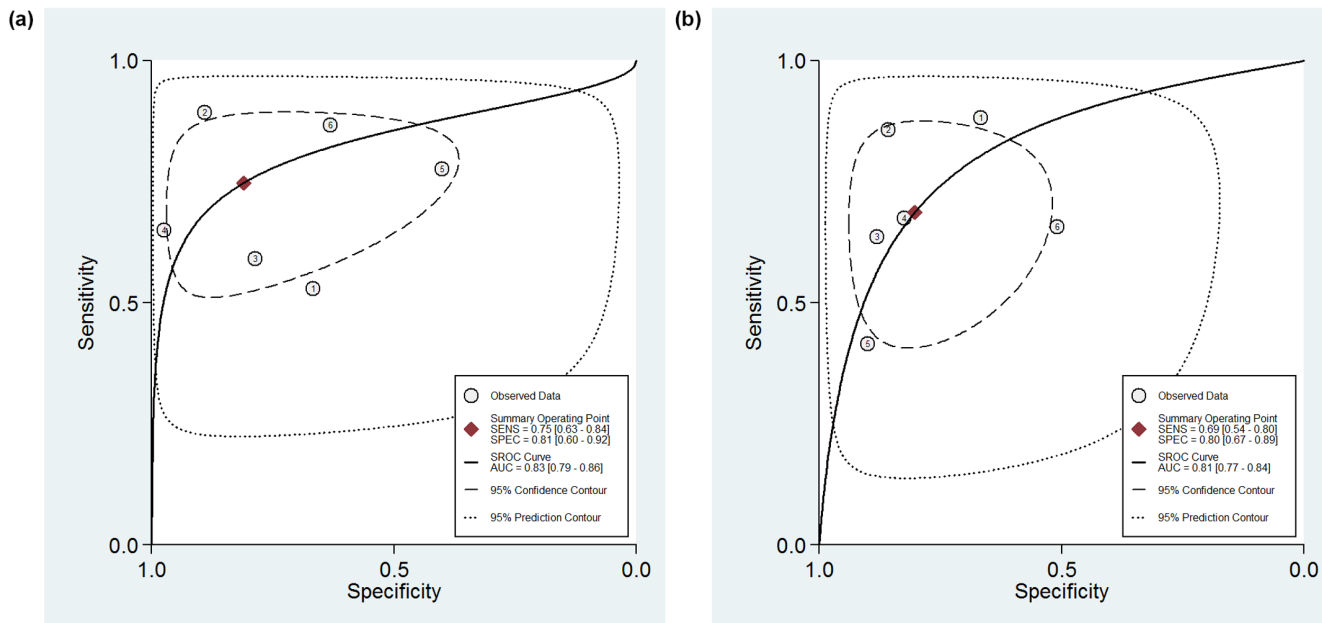 (a)
1.0
0.5
0.0
Sensitivity
2
6
5
4
3
1
Observed Data
Summary Operating Point
SENS = 0.75 [0.63 - 0.84]
SPEC = 0.81 [0.60 - 0.92]
SROC Curve
AUC = 0.83 [0.79 - 0.86]
95% Confidence Contour
95% Prediction Contour
1.0
0.5
0.0
Specificity
(b)
1.0
0.5
0.0
Sensitivity
1
2
4
3
6
5
Observed Data
Summary Operating Point
SENS = 0.69 [0.54 - 0.80]
SPEC = 0.80 [0.67 - 0.89]
SROC Curve
AUC = 0.81 [0.77 - 0.84]
95% Confidence Contour
95% Prediction Contour
1.0
0.5
0.0
Specificity